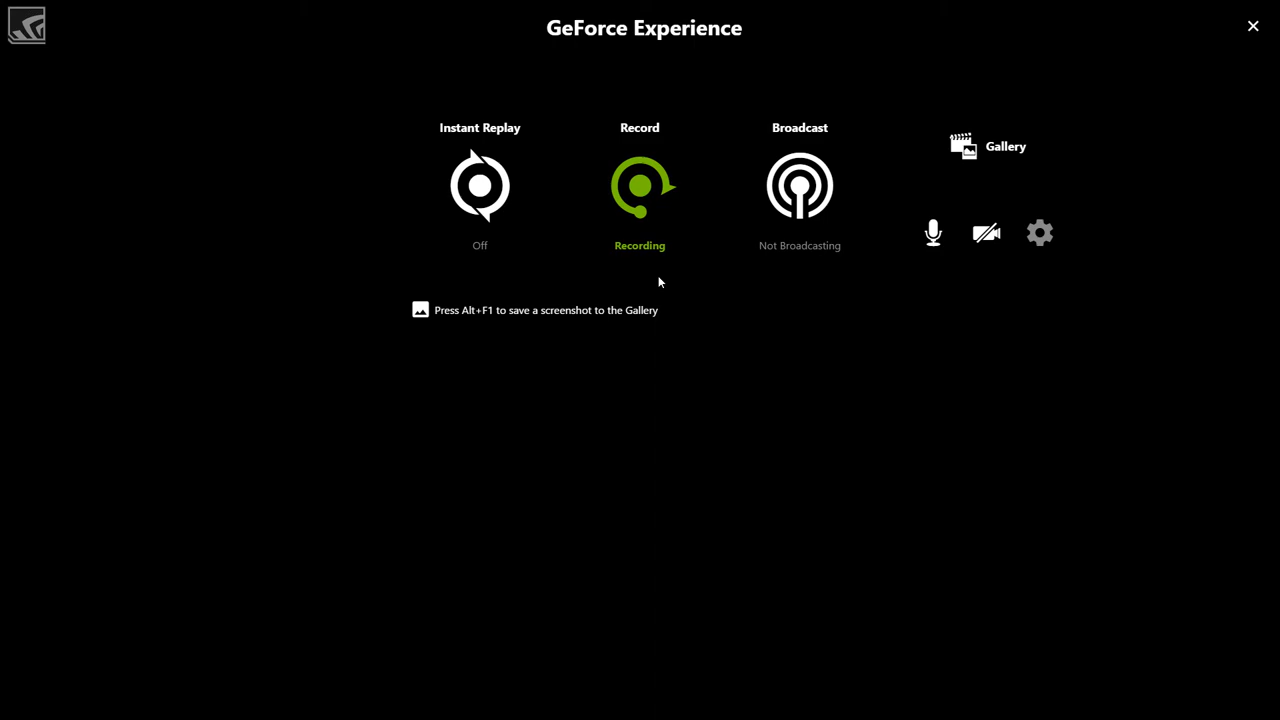 GeForce Experience
Instant Replay
Record
Broadcast
Gallery
Off
Recording
Not Broadcasting
Press Alt+F1 to save a screenshot to the Gallery